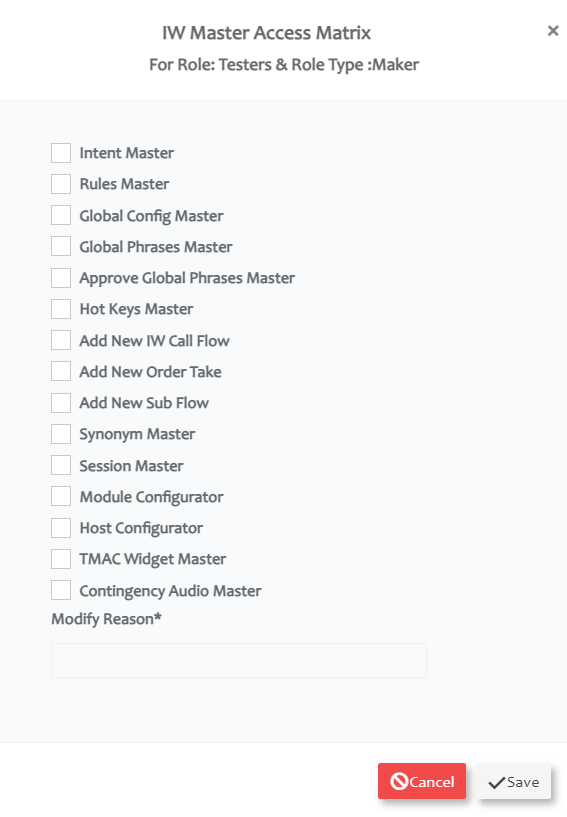 IW Master Access Matrix
×
For Role: Testers & Role Type :Maker
Intent Master
Rules Master
Global Config Master
Global Phrases Master
Approve Global Phrases Master
Hot Keys Master
Add New IW Call Flow
Add New Order Take
Add New Sub Flow
Synonym Master
Session Master
Module Configurator
Host Configurator
TMAC Widget Master
Contingency Audio Master
Modify Reason*
Cancel
Save